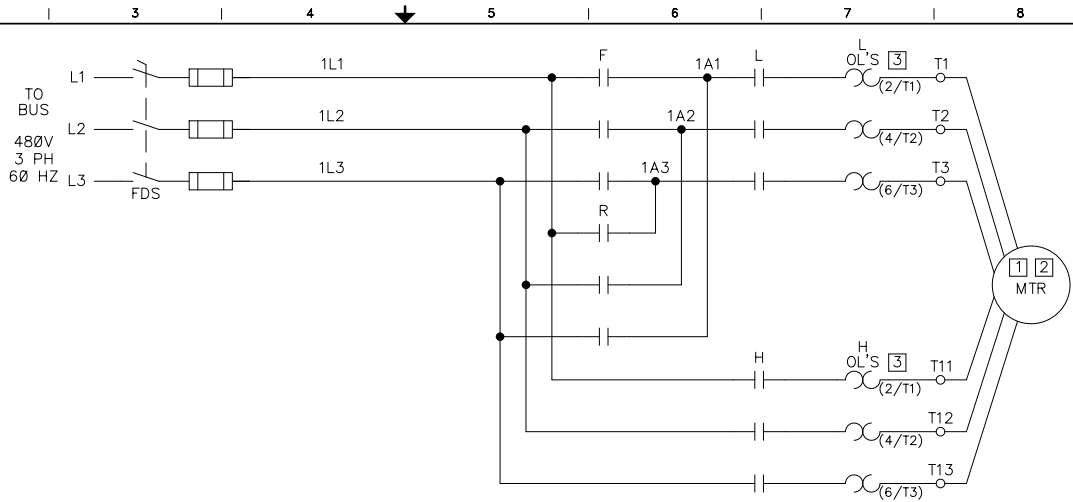 3 4 5 6 7 8
F 1A1 L L
OL'S 3 T1
L1 1L1 (2/T1)
TO
BUS
1L2 1A2 T2
L2 (4/T2)
480V
3 PH
60 HZ
1L3 1A3 T3
L3 (6/T3)
FDS
R
1 2
MTR
H H
OL'S 3 T11
(2/T1)
T12
(4/T2)
T13
(6/T3)